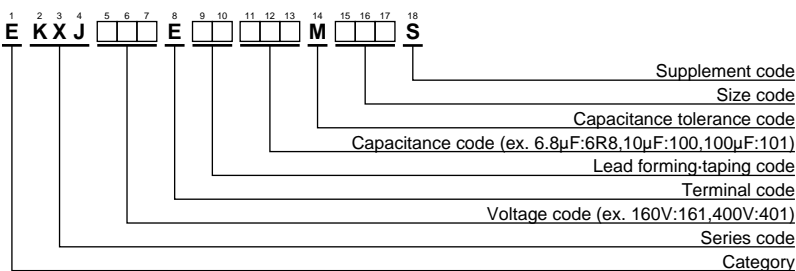 1 2 3 4 5 6 7 8 9 10 11 12 13 14 15 16 17 18
E KXJ □□□ E □□ □□□ M □□□ S
Supplement code
Size code
Capacitance tolerance code
Capacitance code (ex. 6.8µF:6R8,10µF:100,100µF:101)
Lead forming·taping code
Terminal code
Voltage code (ex. 160V:161,400V:401)
Series code
Category